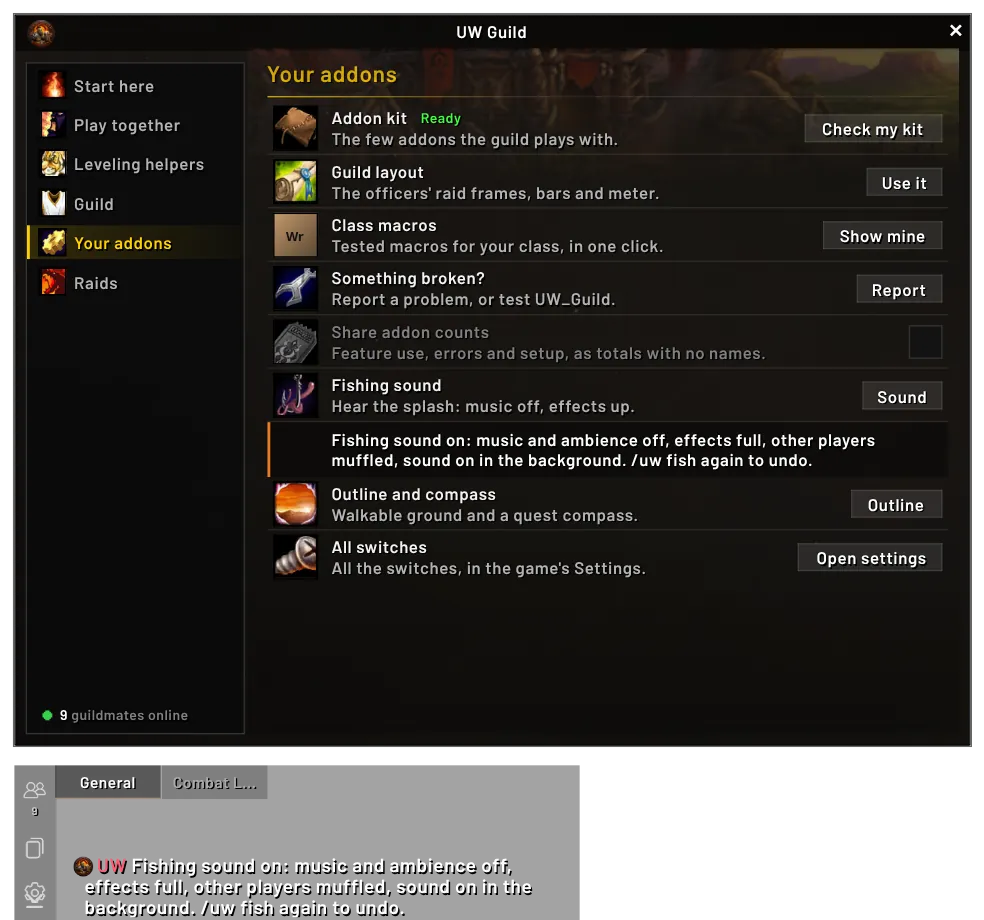 UW Guild
Start here
Play together
Leveling helpers
Guild
Your addons
Raids
9 guildmates online
Your addons
Addon kit Ready
The few addons the guild plays with.
Check my kit
Guild layout
The officers' raid frames, bars and meter.
Use it
Wr
Class macros
Tested macros for your class, in one click.
Show mine
Something broken?
Report a problem, or test UW_Guild.
Report
Share addon counts
Feature use, errors and setup, as totals with no names.
Fishing sound
Hear the splash: music off, effects up.
Sound
Fishing sound on: music and ambience off, effects full, other players
muffled, sound on in the background. /uw fish again to undo.
Outline and compass
Walkable ground and a quest compass.
Outline
All switches
All the switches, in the game's Settings.
Open settings
General
Combat L...
9
UW Fishing sound on: music and ambience off,
effects full, other players muffled, sound on in the
background. /uw fish again to undo.